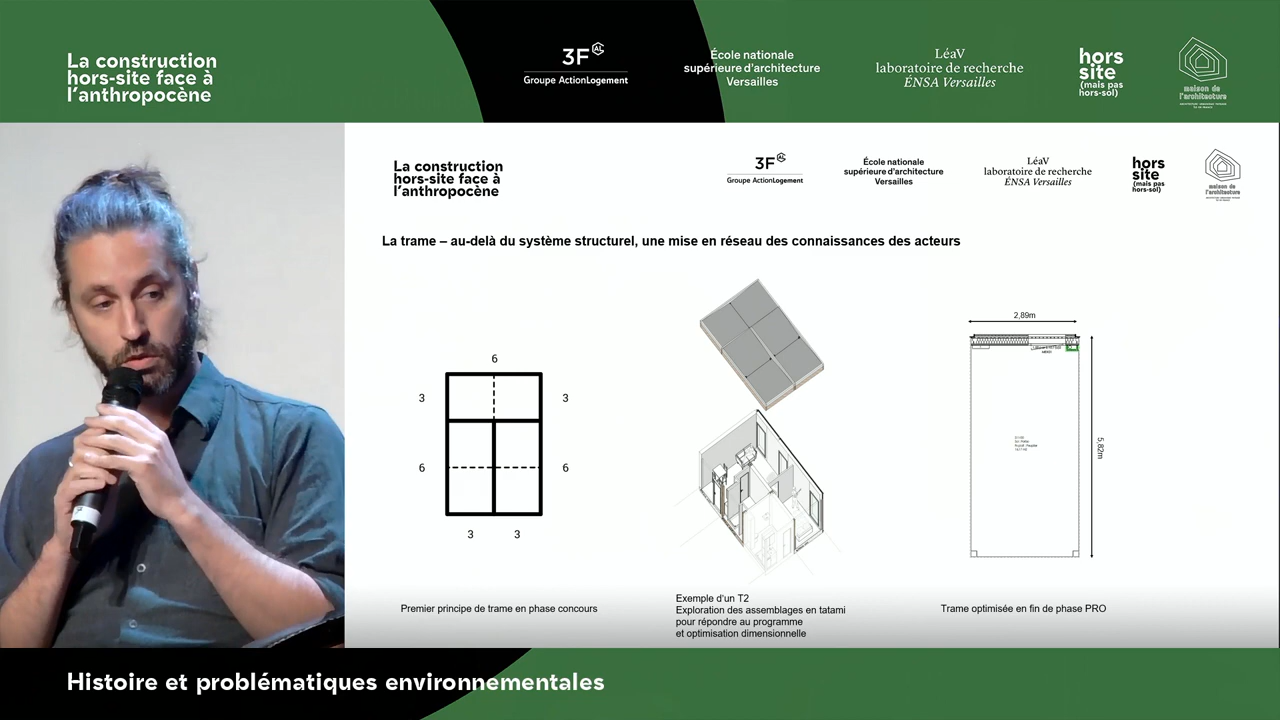 La construction
hors-site face à
l'anthropocène
3F AL
Groupe ActionLogement
École nationale
supérieure d'architecture
Versailles
LéaV
laboratoire de recherche
ÉNSA Versailles
hors
site
(mais pas
hors-sol)
maison de
l'architecture
La construction
hors-site face à
l'anthropocène
3F AL
Groupe ActionLogement
École nationale
supérieure d'architecture
Versailles
LéaV
laboratoire de recherche
ÉNSA Versailles
hors
site
(mais pas
hors-sol)
maison de
l'architecture
La trame – au-delà du système structurel, une mise en réseau des connaissances des acteurs
6
3
3
6
6
3
3
Premier principe de trame en phase concours
Exemple d'un T2
Exploration des assemblages en tatami
pour répondre au programme
et optimisation dimensionnelle
2,89m
5,82m
Trame optimisée en fin de phase PRO
Histoire et problématiques environnementales